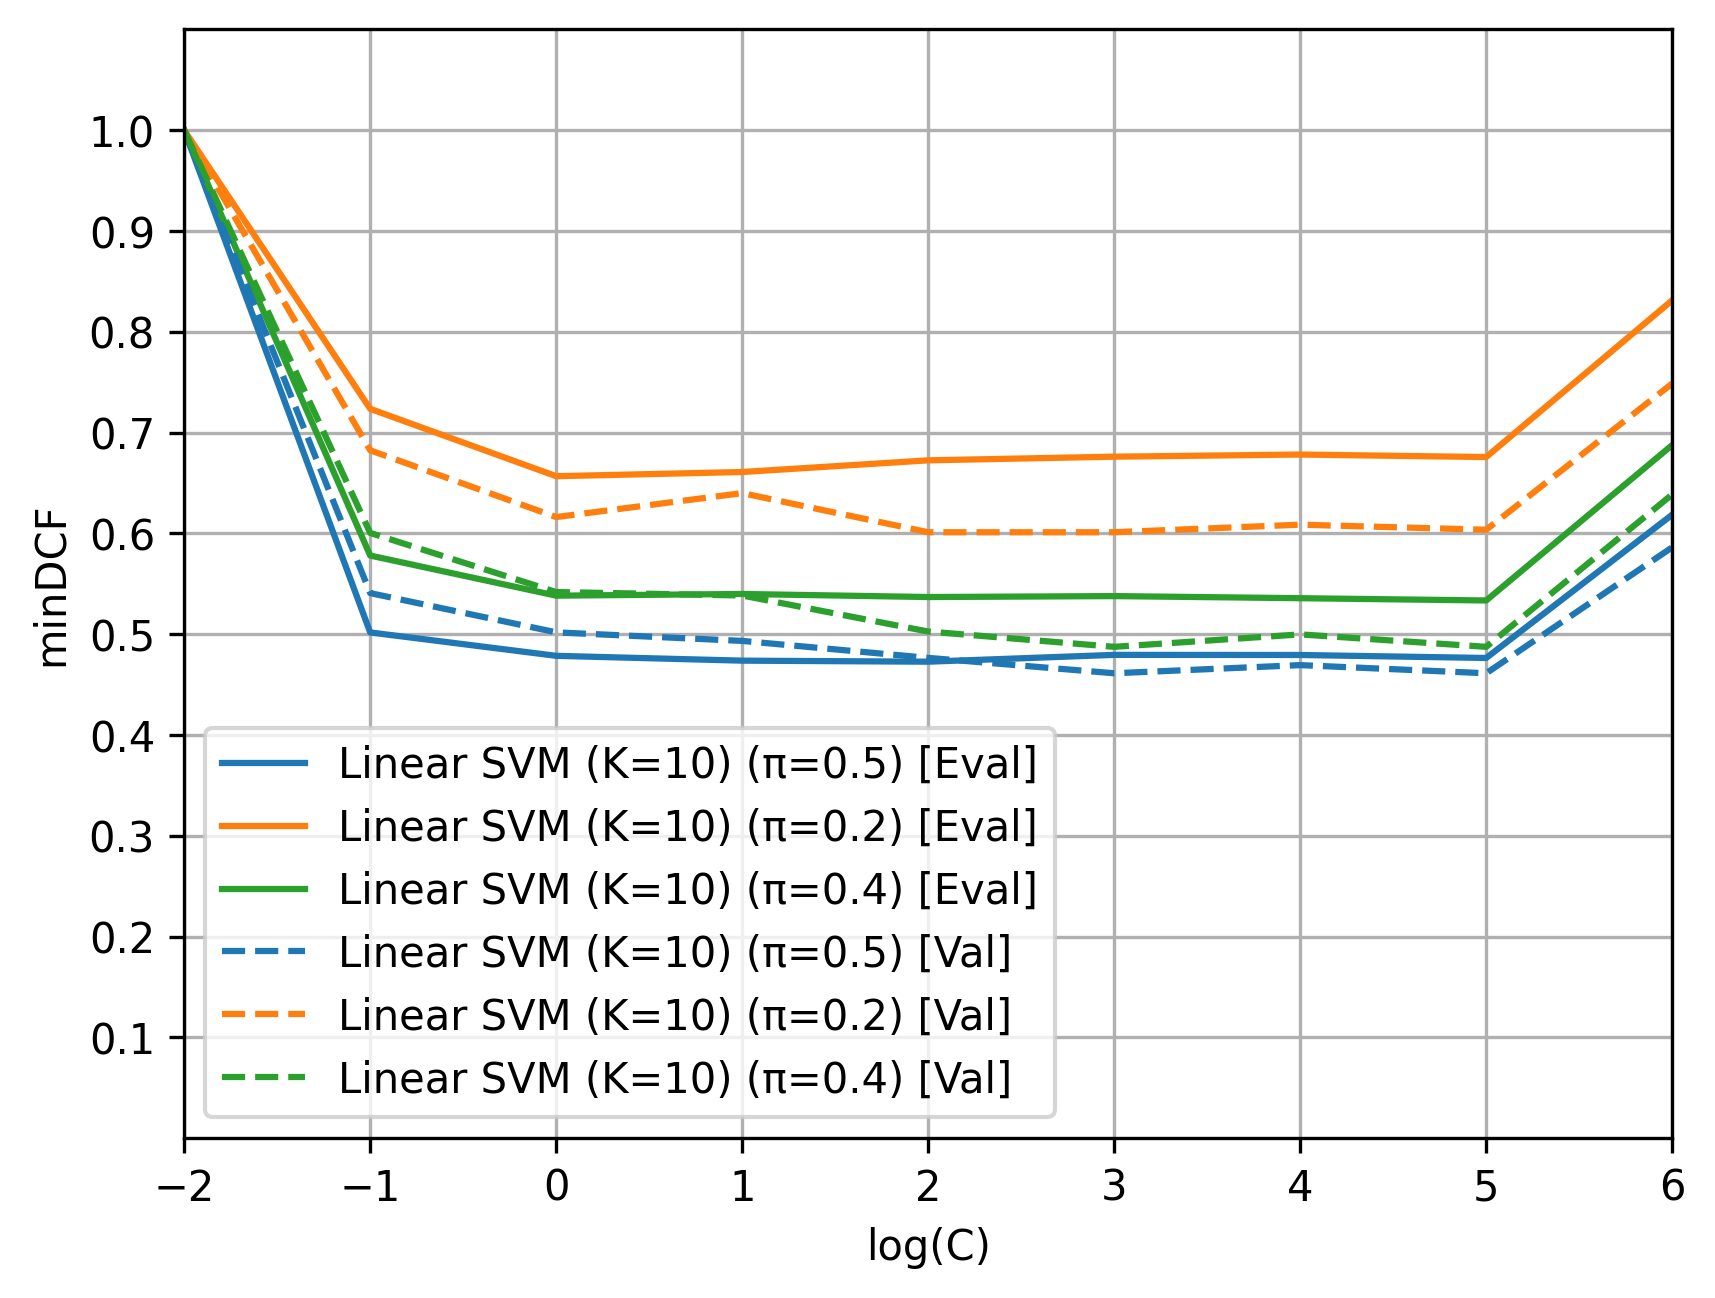 1.0
0.9
0.8
0.7
0.6
0.5
0.4
0.3
0.2
0.1
minDCF
Linear SVM (K=10) (π=0.5) [Eval]
Linear SVM (K=10) (π=0.2) [Eval]
Linear SVM (K=10) (π=0.4) [Eval]
Linear SVM (K=10) (π=0.5) [Val]
Linear SVM (K=10) (π=0.2) [Val]
Linear SVM (K=10) (π=0.4) [Val]
−2 −1 0 1 2 3 4 5 6
log(C)